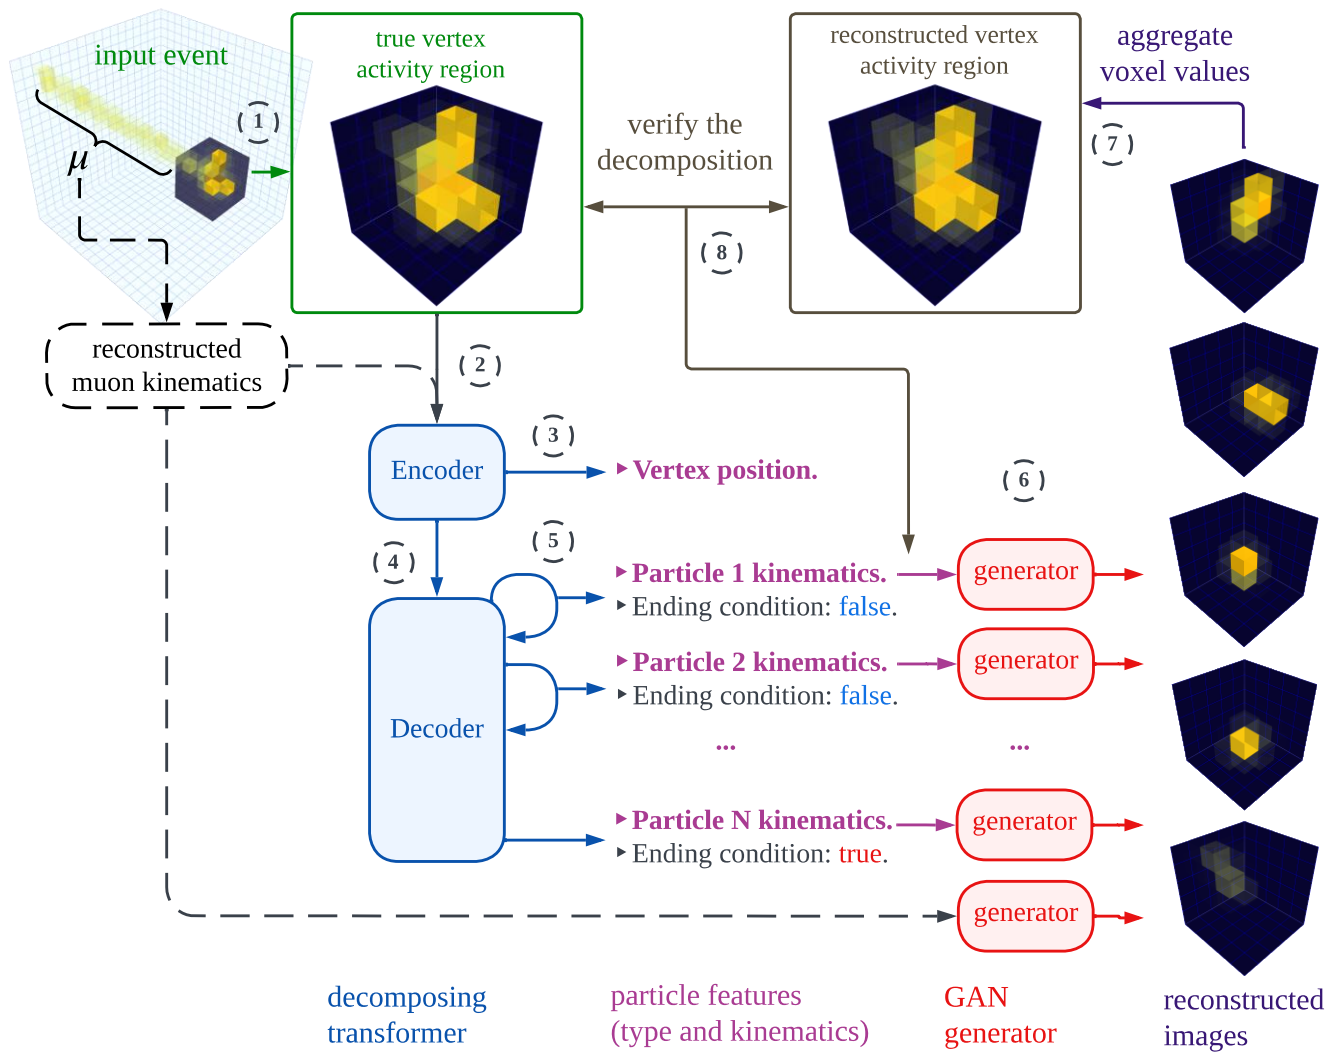 input event
μ
1
true vertex
activity region
verify the
decomposition
8
reconstructed vertex
activity region
aggregate
voxel values
7
reconstructed
muon kinematics
2
Encoder
3
▸ Vertex position.
4
5
6
Decoder
▸ Particle 1 kinematics.
▸ Ending condition: false.
generator
▸ Particle 2 kinematics.
▸ Ending condition: false.
generator
...
...
▸ Particle N kinematics.
▸ Ending condition: true.
generator
generator
decomposing
transformer
particle features
(type and kinematics)
GAN
generator
reconstructed
images